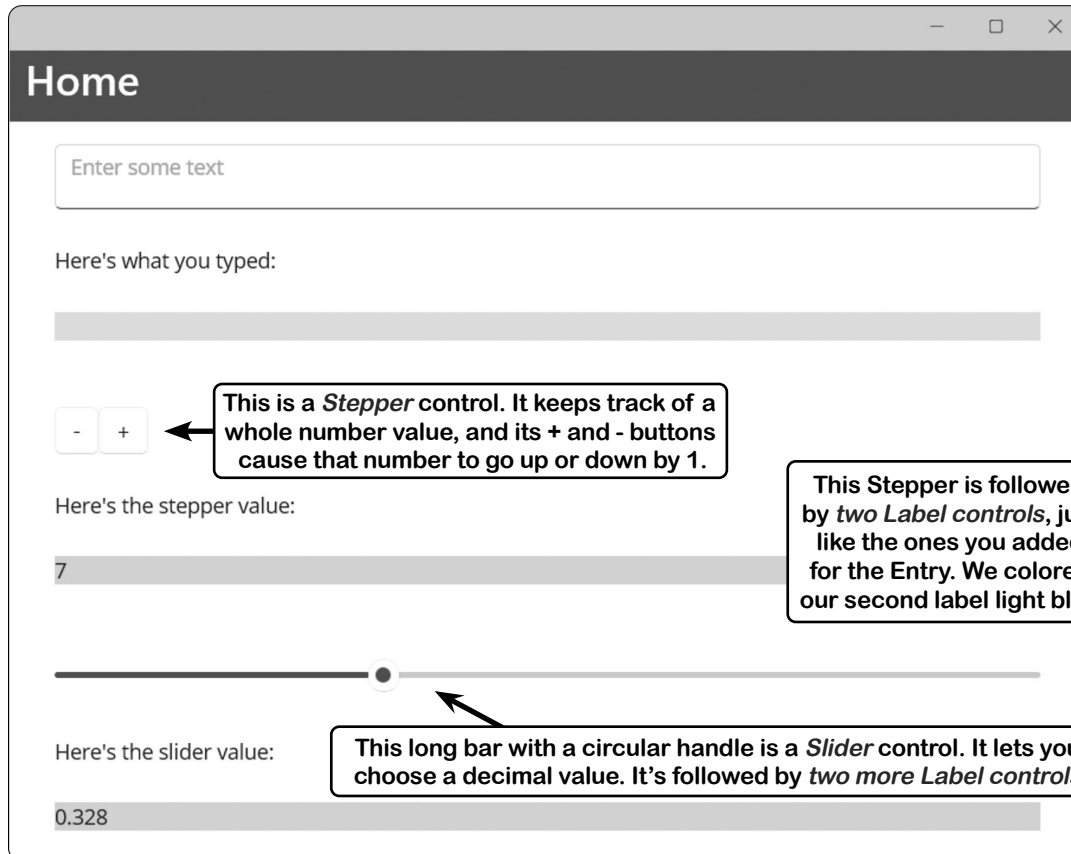 Home
Enter some text
Here's what you typed:
- +
This is a Stepper control. It keeps track of a
whole number value, and its + and - buttons
cause that number to go up or down by 1.
Here's the stepper value:
This Stepper is followe
by two Label controls, ju
like the ones you adde
for the Entry. We colore
our second label light bl
7
Here's the slider value:
This long bar with a circular handle is a Slider control. It lets you
choose a decimal value. It’s followed by two more Label controls
0.328